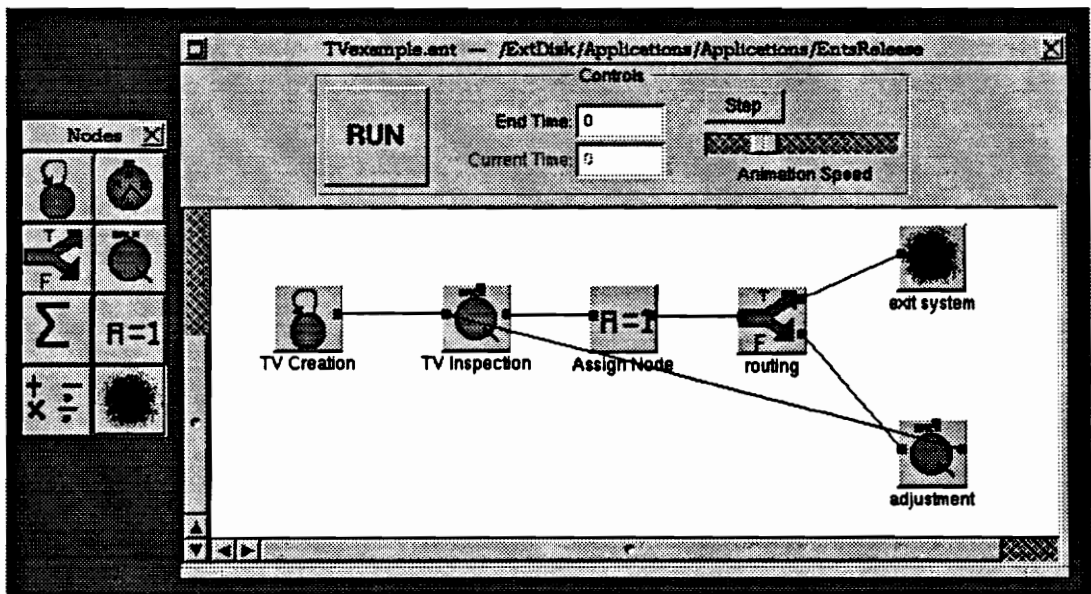 TVexample.ent — /ExtDisk/Applications/Applications/EntsRelease
Controls
RUN
End Time: 0
Current Time: 0
Step
Animation Speed
Nodes
T
F
Σ
A=1
+ -
x ÷
TV Creation
TV Inspection
A=1
Assign Node
T
F
routing
exit system
adjustment